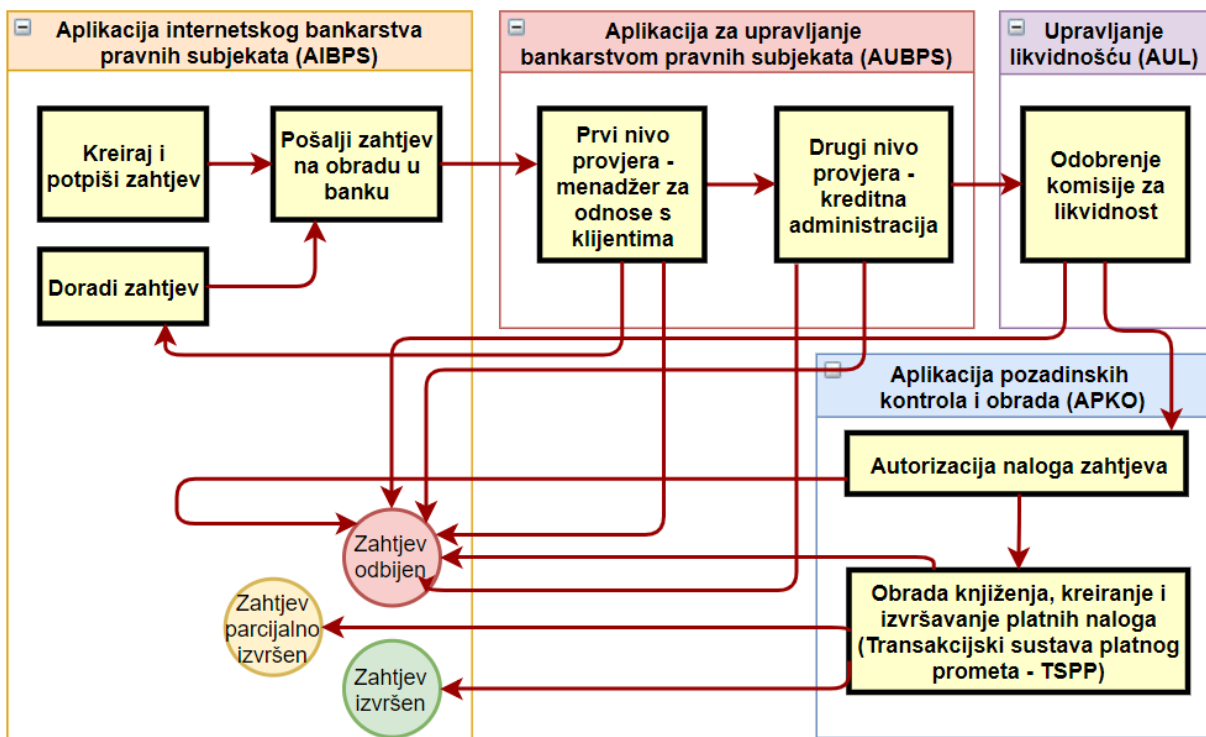 Aplikacija internetskog bankarstva
pravnih subjekata (AIBPS)
Kreiraj i
potpiši zahtjev
Pošalji zahtjev
na obradu u
banku
Doradi zahtjev
Aplikacija za upravljanje
bankarstvom pravnih subjekata (AUBPS)
Prvi nivo
provjera -
menadžer za
odnose s
klijentima
Drugi nivo
provjera -
kreditna
administracija
Upravljanje
likvidnošću (AUL)
Odobrenje
komisije za
likvidnost
Aplikacija pozadinskih
kontrola i obrada (APKO)
Autorizacija naloga zahtjeva
Obrada knjiženja, kreiranje i
izvršavanje platnih naloga
(Transakcijski sustava platnog
prometa - TSPP)
Zahtjev
odbijen
Zahtjev
parcijalno
izvršen
Zahtjev
izvršen